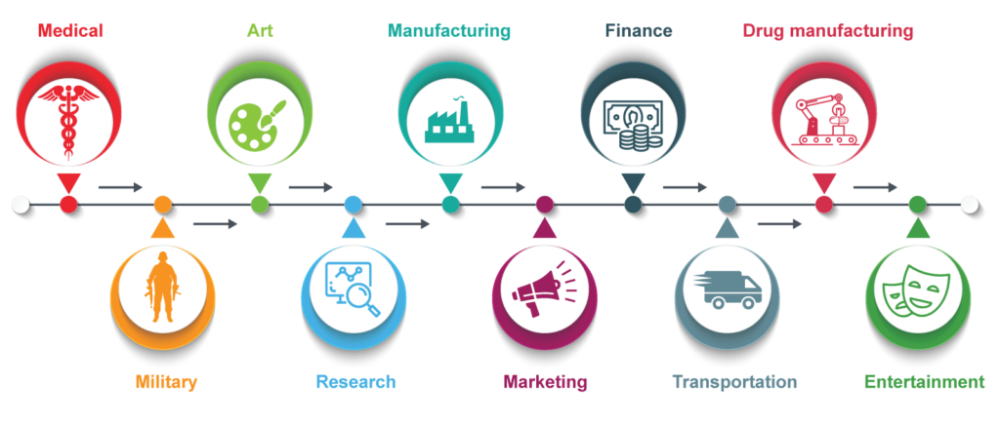 Medical
Art
Manufacturing
Finance
Drug manufacturing
Military
Research
Marketing
Transportation
Entertainment